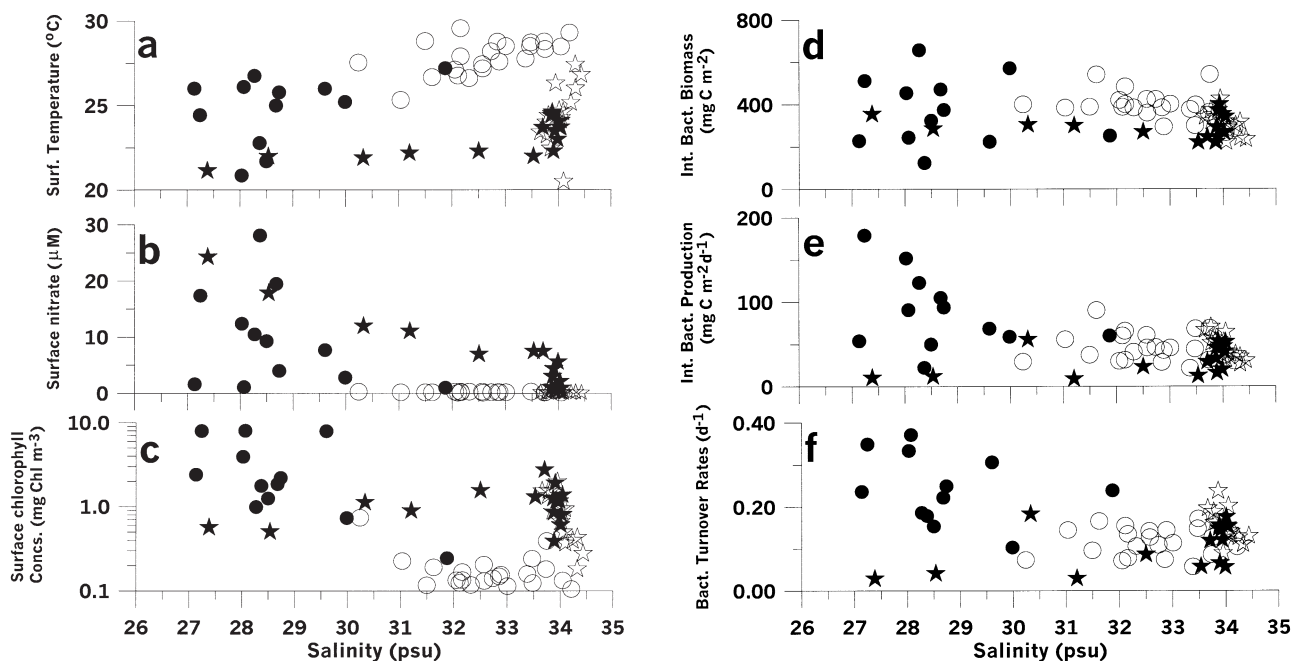 a
Surf. Temperature (°C)
30
25
20
b
Surface nitrate (μM)
30
20
10
0
c
Surface chlorophyll
Concs. (mg Chl m-3)
10.0
1.0
0.1
26 27 28 29 30 31 32 33 34 35
Salinity (psu)
d
Int. Bact. Biomass
(mg C m-2)
800
400
0
e
Int. Bact. Production
(mg C m-2d-1)
200
100
0
f
Bact. Turnover Rates (d-1)
0.40
0.20
0.00
26 27 28 29 30 31 32 33 34 35
Salinity (psu)